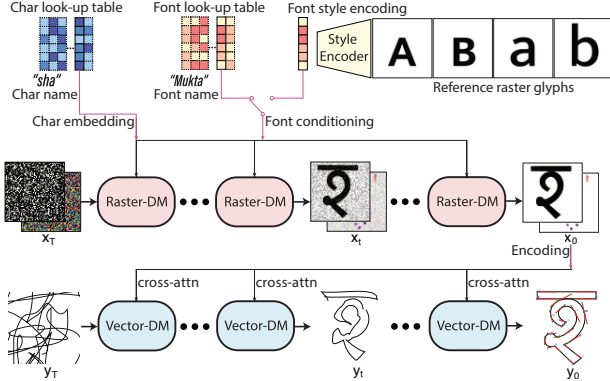 Char look-up table
Font look-up table
Font style encoding
Style
Encoder
A B a b
"sha"
"Mukta"
Reference raster glyphs
Char name
Font name
Char embedding
Font conditioning
Raster-DM
Raster-DM
Raster-DM
श
श
x_T
x_t
x_0
Encoding
cross-attn
cross-attn
cross-attn
Vector-DM
Vector-DM
Vector-DM
y_T
y_t
y_0